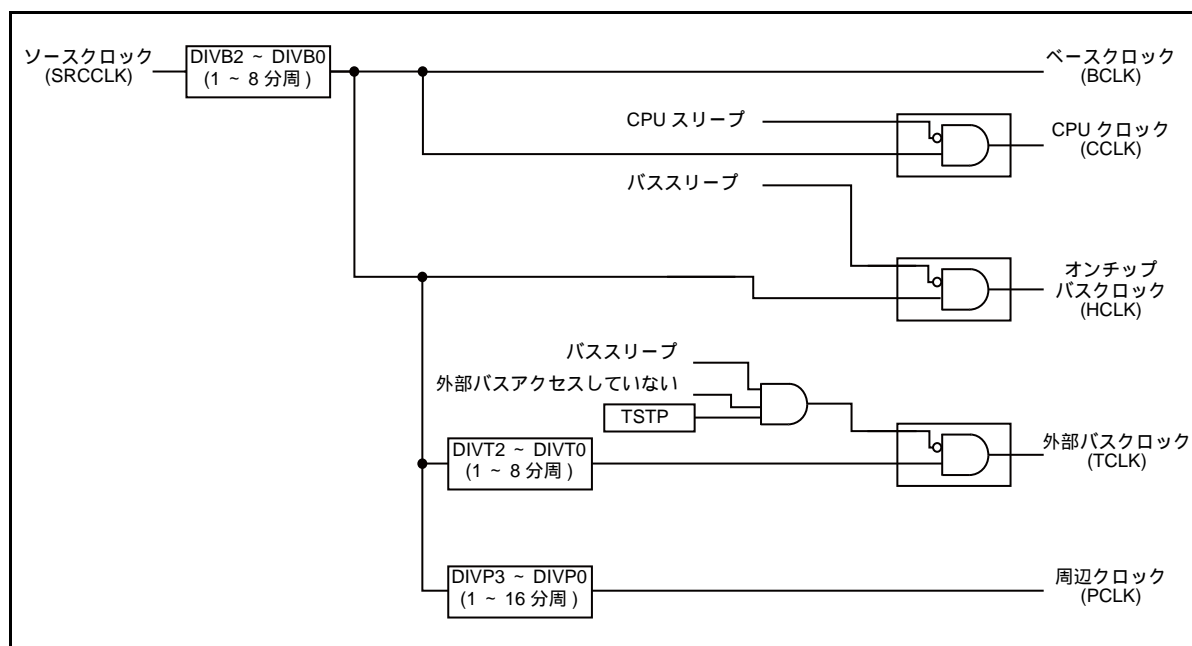 ソースクロック
(SRCCLK)
DIVB2 ~ DIVB0
(1 ~ 8 分周 )
ベースクロック
(BCLK)
CPU スリープ
CPU クロック
(CCLK)
バススリープ
オンチップ
バスクロック
(HCLK)
バススリープ
外部バスアクセスしていない
TSTP
DIVT2 ~ DIVT0
(1 ~ 8 分周 )
外部バスクロック
(TCLK)
DIVP3 ~ DIVP0
(1 ~ 16 分周 )
周辺クロック
(PCLK)